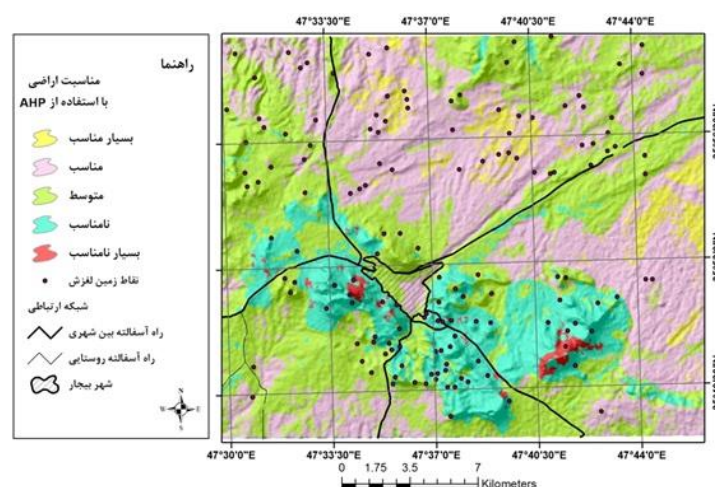 راهنما
مناسبت اراضی
با استفاده از AHP
بسیار مناسب
مناسب
متوسط
نامناسب
بسیار نامناسب
نقاط زمین لغزش
شبکه ارتباطی
راه آسفالته بین شهری
راه آسفالته روستایی
شهر بیجار
N
W E
S
47°33'30"E 47°37'0"E 47°40'30"E 47°44'0"E
47°30'0"E 47°33'30"E 47°37'0"E 47°40'30"E 47°44'0"E
0 1.75 3.5 7
Kilometers